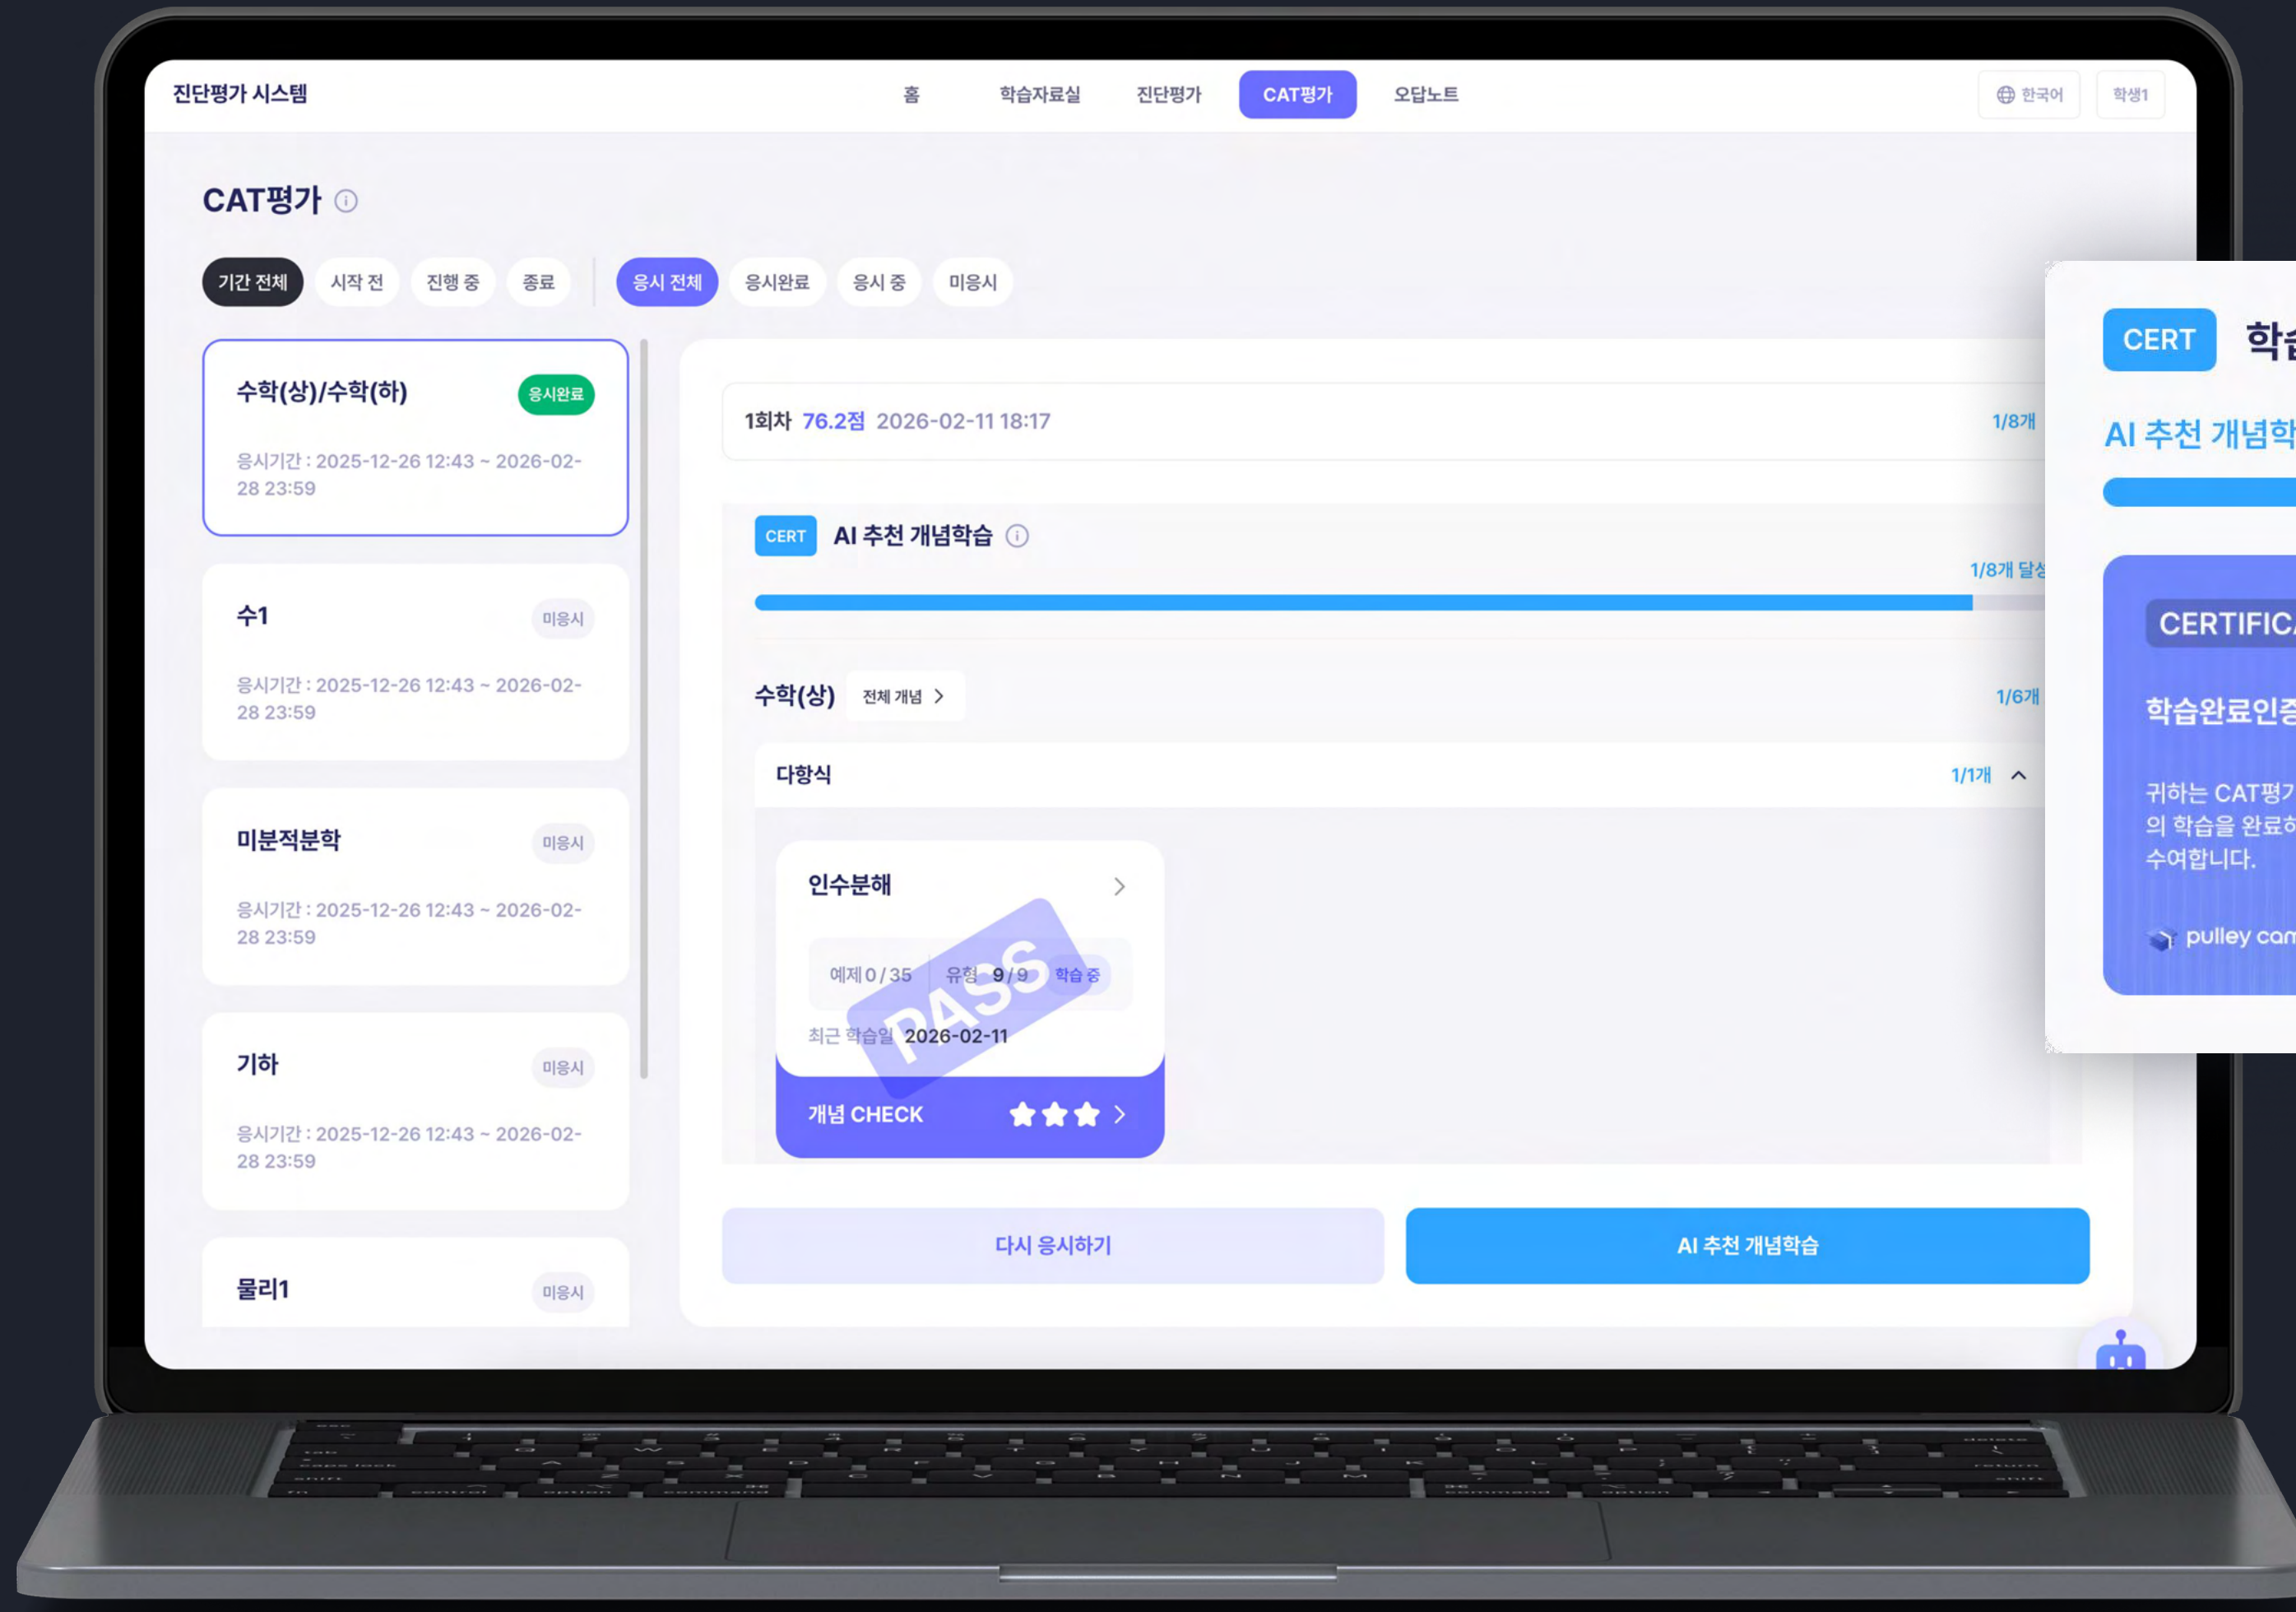 진단평가 시스템
홈
학습자료실
진단평가
CAT평가
오답노트
한국어
학생1
CAT평가
기간 전체
시작 전
진행 중
종료
응시 전체
응시완료
응시 중
미응시
수학(상)/수학(하)
응시완료
응시기간 : 2025-12-26 12:43 ~ 2026-02-
28 23:59
수1
미응시
응시기간 : 2025-12-26 12:43 ~ 2026-02-
28 23:59
미분적분학
미응시
응시기간 : 2025-12-26 12:43 ~ 2026-02-
28 23:59
기하
미응시
응시기간 : 2025-12-26 12:43 ~ 2026-02-
28 23:59
물리1
미응시
1회차 76.2점 2026-02-11 18:17
1/8개
CERT AI 추천 개념학습
1/8개 달성
수학(상) 전체 개념
1/6개
다항식
1/1개
인수분해
예제 0 / 35 유형 9 / 9 학습 중
최근 학습일 2026-02-11
PASS
개념 CHECK
다시 응시하기
AI 추천 개념학습
CERT
AI 추천 개념학
학습완료인증
귀하는 CAT평가
의 학습을 완료하
수여합니다.
pulley
tab
caps lock
shift
fn
control
option
command
command
option
delete
return
shift